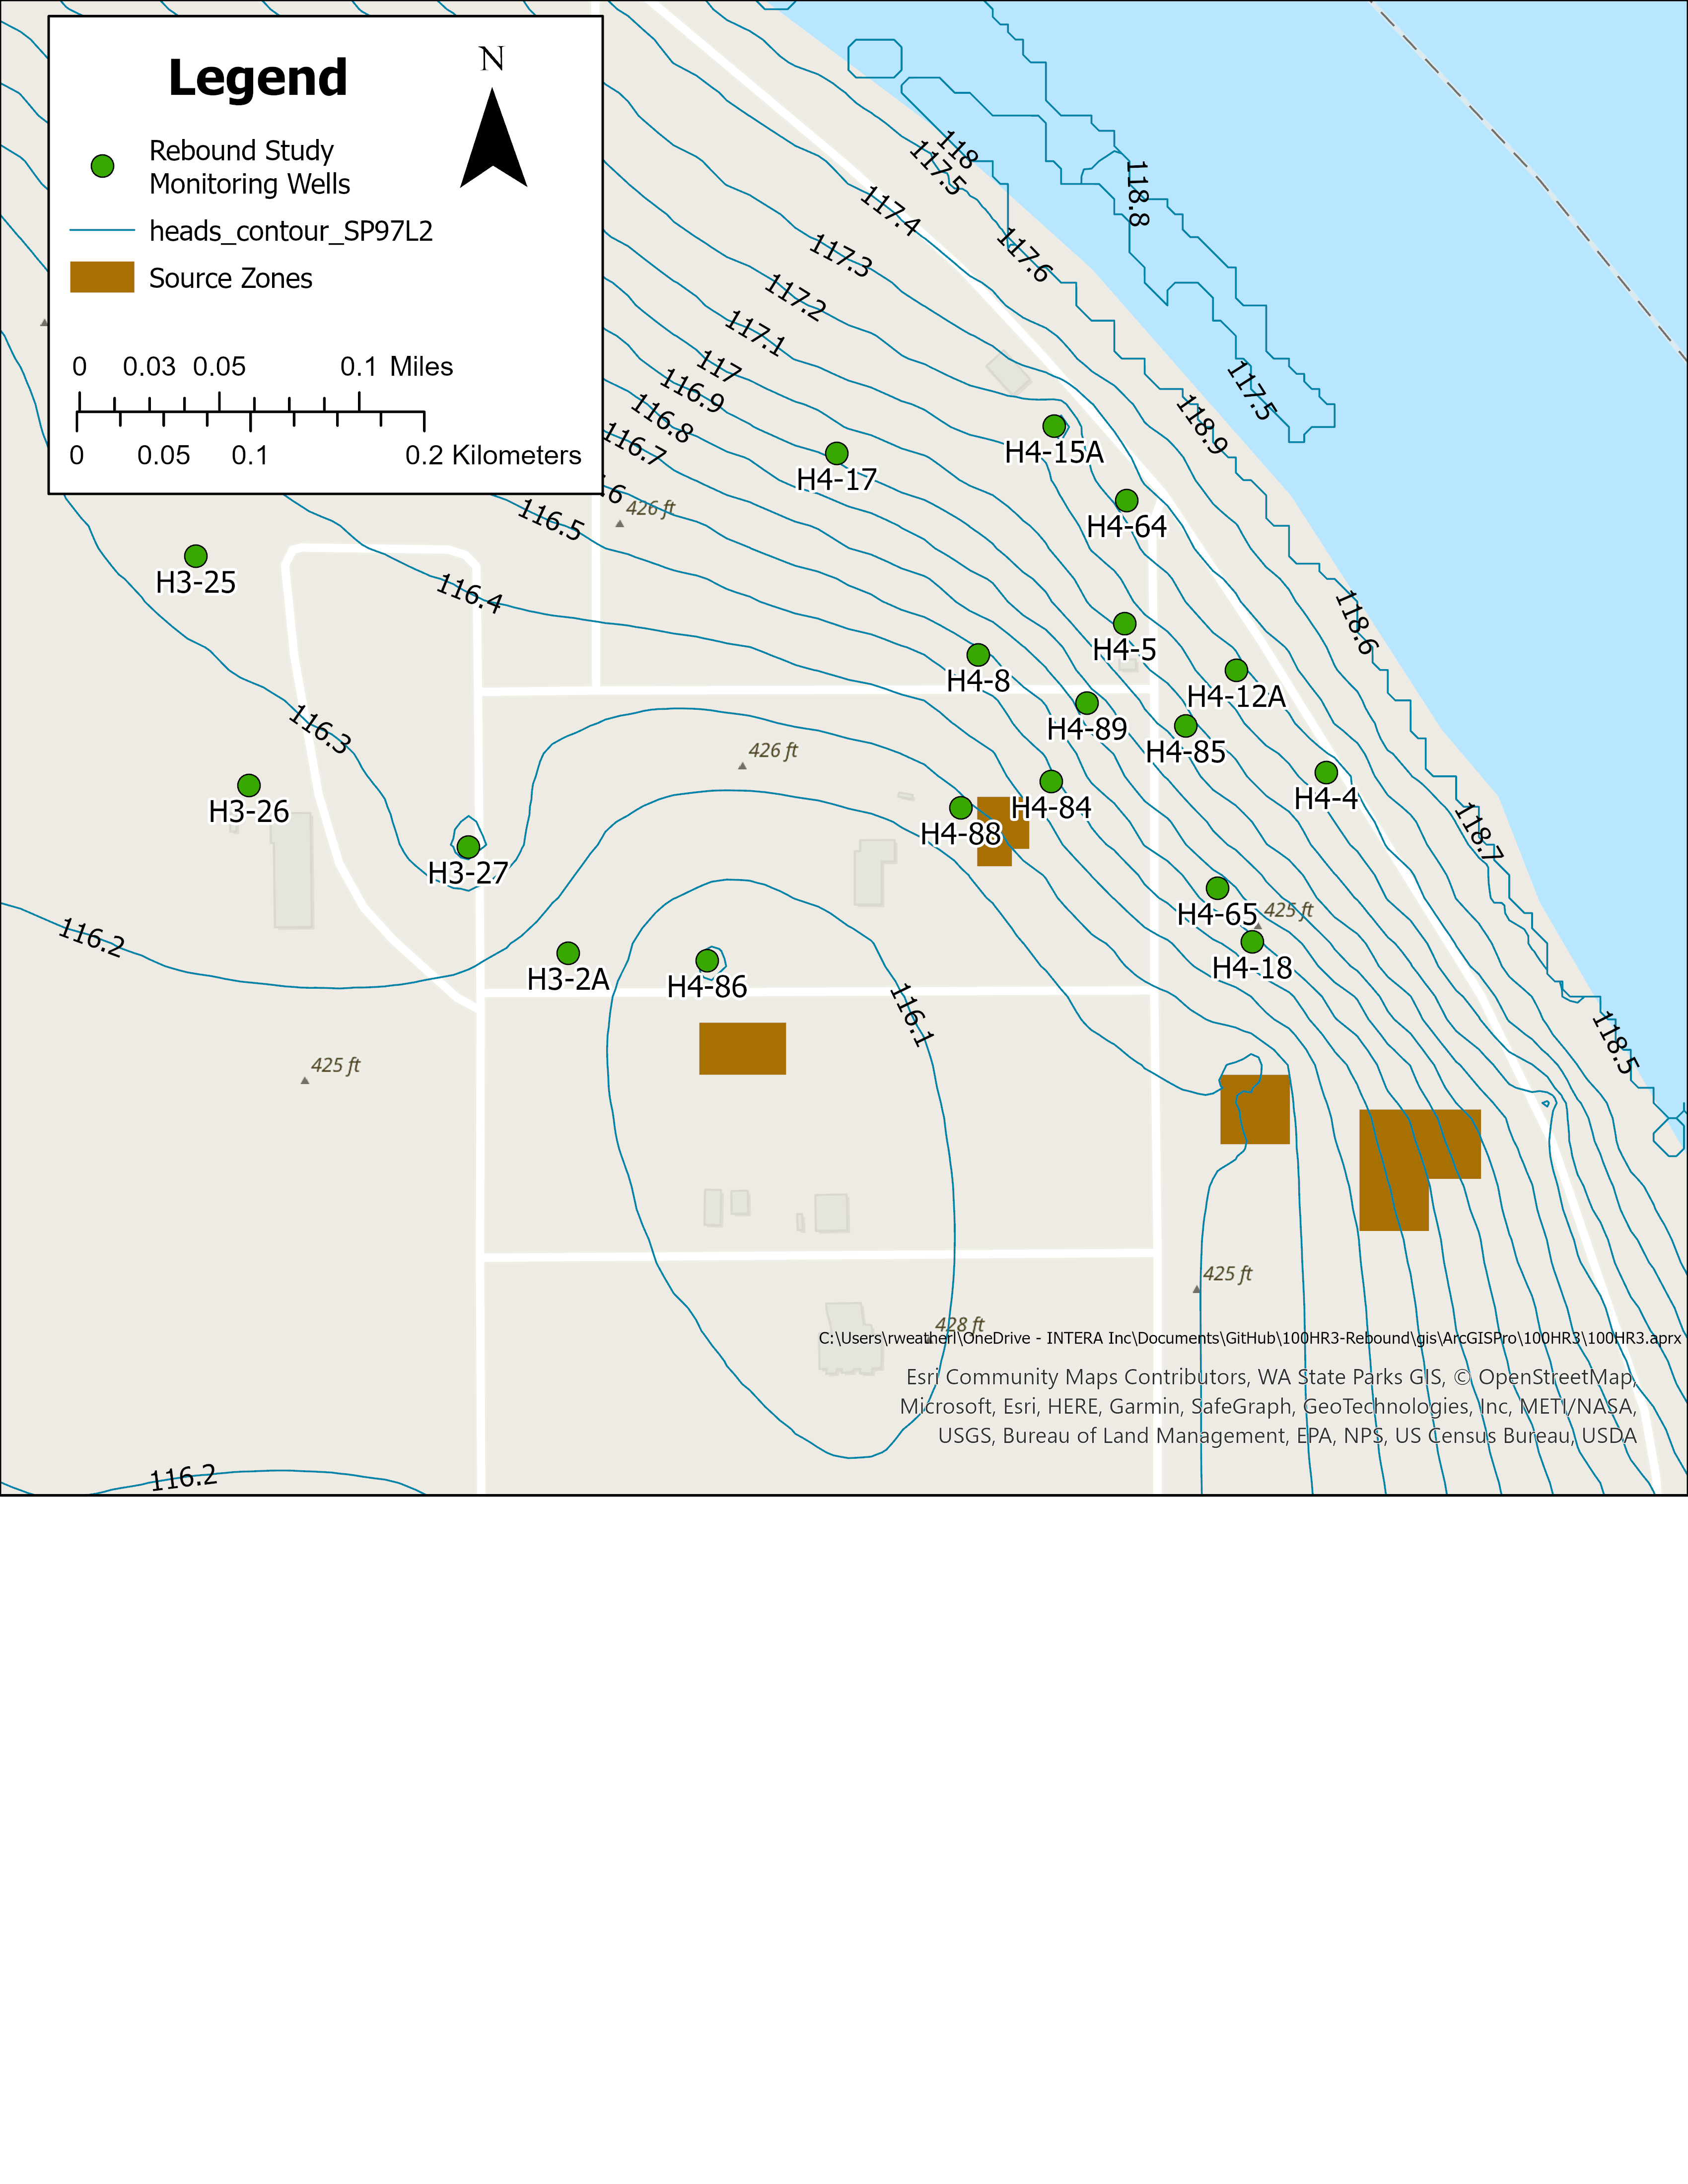 Legend
N
Rebound Study
Monitoring Wells
heads_contour_SP97L2
Source Zones
0 0.03 0.05 0.1 Miles
0 0.05 0.1 0.2 Kilometers
118
117.5
118.8
117.4
117.6
117.3
117.2
117.1
117
116.9
116.8
116.7
6
116.5
116.4
116.3
116.2
117.5
118.9
118.6
118.7
118.5
116.1
116.2
426 ft
426 ft
425 ft
425 ft
425 ft
428 ft
H4-15A
H4-17
H4-64
H3-25
H4-5
H4-8
H4-12A
H4-89
H4-85
H4-4
H4-84
H3-26
H4-88
H3-27
H4-65
H4-18
H3-2A
H4-86
C:\Users\rweatherl\OneDrive - INTERA Inc\Documents\GitHub\100HR3-Rebound\gis\ArcGISPro\100HR3\100HR3.aprx
Esri Community Maps Contributors, WA State Parks GIS, © OpenStreetMap,
Microsoft, Esri, HERE, Garmin, SafeGraph, GeoTechnologies, Inc, METI/NASA,
USGS, Bureau of Land Management, EPA, NPS, US Census Bureau, USDA